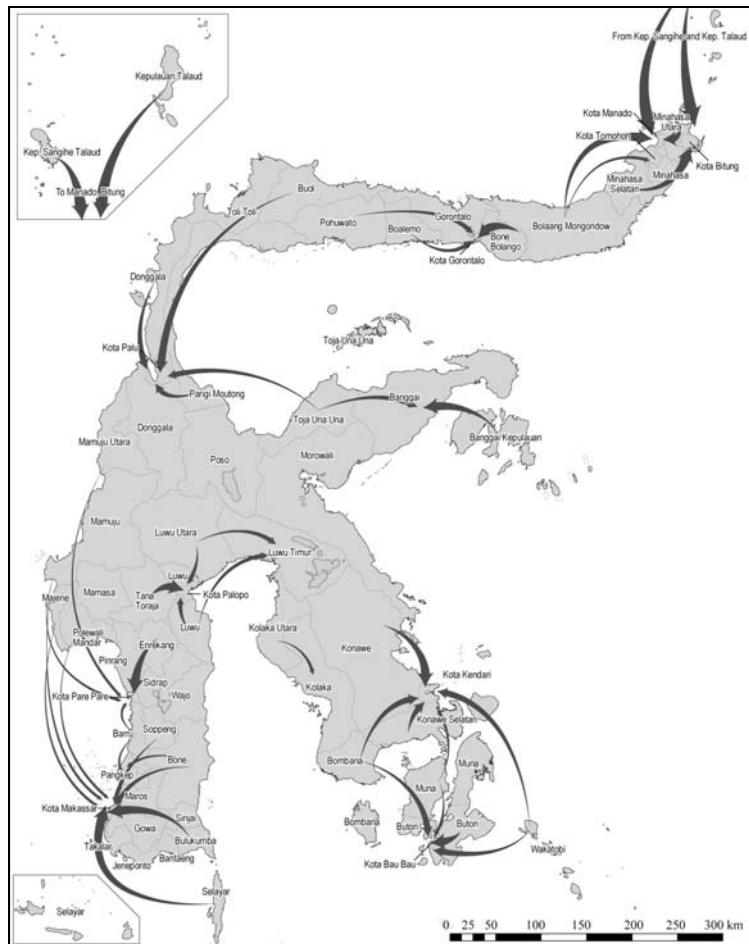 From Kep. Sangihe and Kep. Talaud
Kepulauan Talaud
Kep. Sangihe Talaud
To Manado
Bitung
Kota Manado
Minahasa
Utara
Kota Tomohon
Kota Bitung
Minahasa
Selatan
Minahasa
Buol
Toli Toli
Pohuwato
Gorontalo
Boalemo
Bone
Bolango
Bolaang Mongondow
Kota Gorontalo
Donggala
Kota Palu
Toja Una Una
Parigi Moutong
Banggai
Toja Una Una
Donggala
Banggai Kepulauan
Mamuju Utara
Poso
Morowali
Mamuju
Luwu Utara
Luwu Timur
Luwu
Majene
Mamasa
Tana
Toraja
Kota Palopo
Luwu
Kolaka Utara
Polewali
Mandar
Enrekang
Konawe
Pinrang
Kota Kendari
Sidrap
Kolaka
Kota Pare Pare
Wajo
Konawe Selatan
Barru
Soppeng
Bone
Bombana
Muna
Pangkep
Muna
Kota Makassar
Maros
Sinjai
Bombana
Gowa
Buton
Buton
Bulukumba
Takalar
Wakatobi
Bantaeng
Kota Bau Bau
Jeneponto
Selayar
Selayar
0 25 50 100 150 200 250 300 km